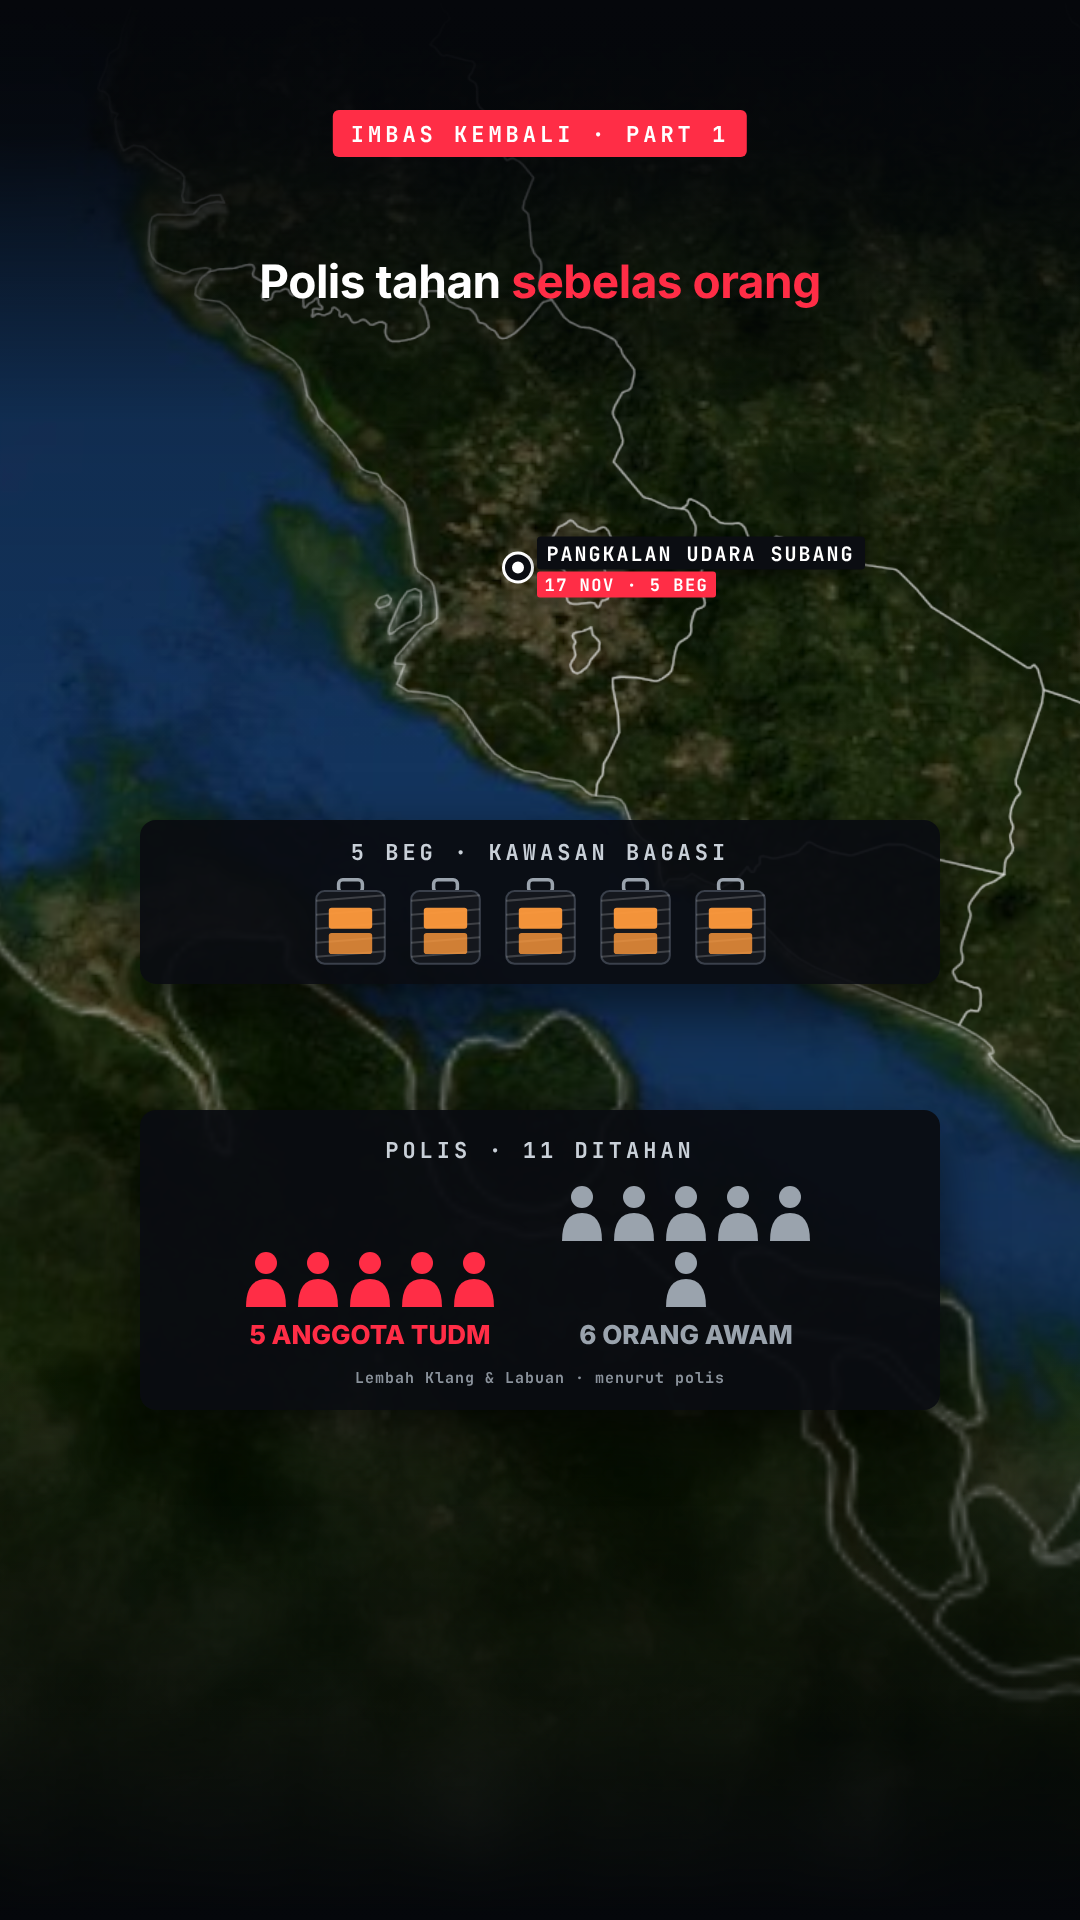 IMBAS KEMBALI · PART 1
Polis tahan sebelas orang
PANGKALAN UDARA SUBANG
17 NOV · 5 BEG
5 BEG · KAWASAN BAGASI
POLIS · 11 DITAHAN
5 ANGGOTA TUDM
6 ORANG AWAM
Lembah Klang & Labuan · menurut polis